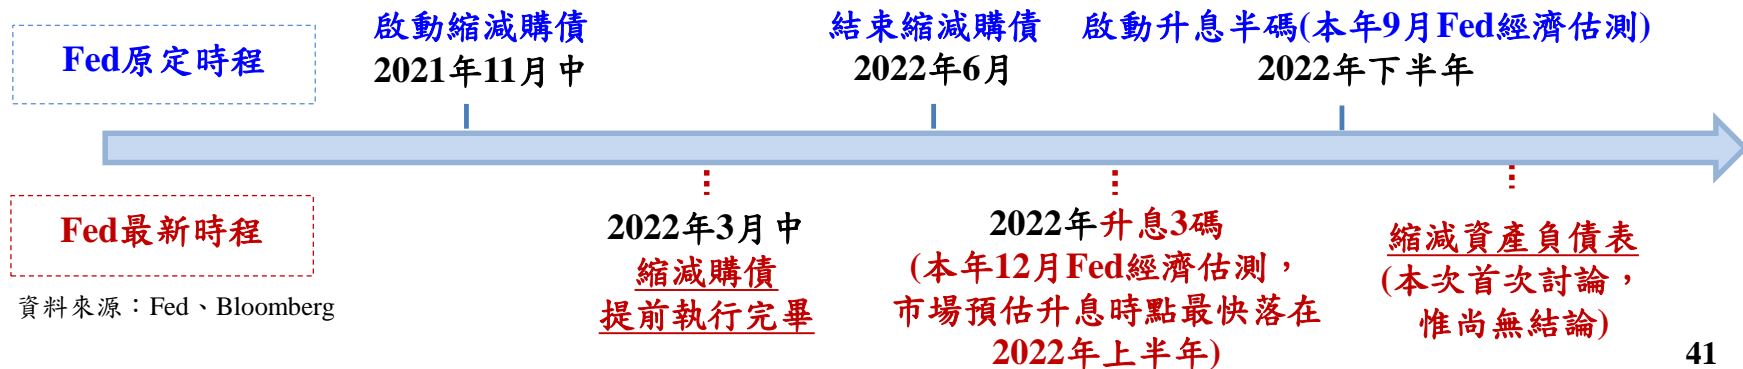 Fed原定時程
啟動縮減購債
2021年11月中
結束縮減購債
2022年6月
啟動升息半碼(本年9月Fed經濟估測)
2022年下半年
Fed最新時程
2022年3月中
縮減購債
提前執行完畢
2022年升息3碼
(本年12月Fed經濟估測，
市場預估升息時點最快落在
2022年上半年)
縮減資產負債表
(本次首次討論，
惟尚無結論)
資料來源：Fed、Bloomberg
41